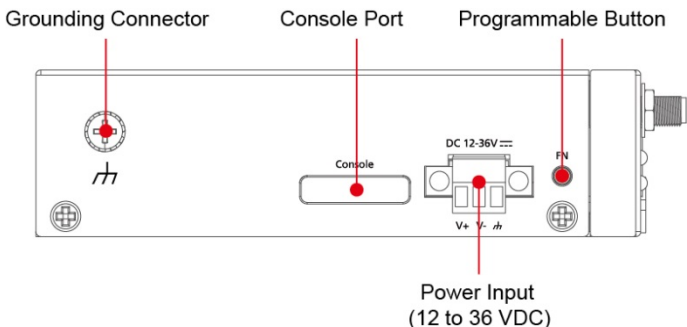 Grounding Connector
Console Port
Programmable Button
DC 12-36V
FN
Console
V+ V-
Power Input
(12 to 36 VDC)